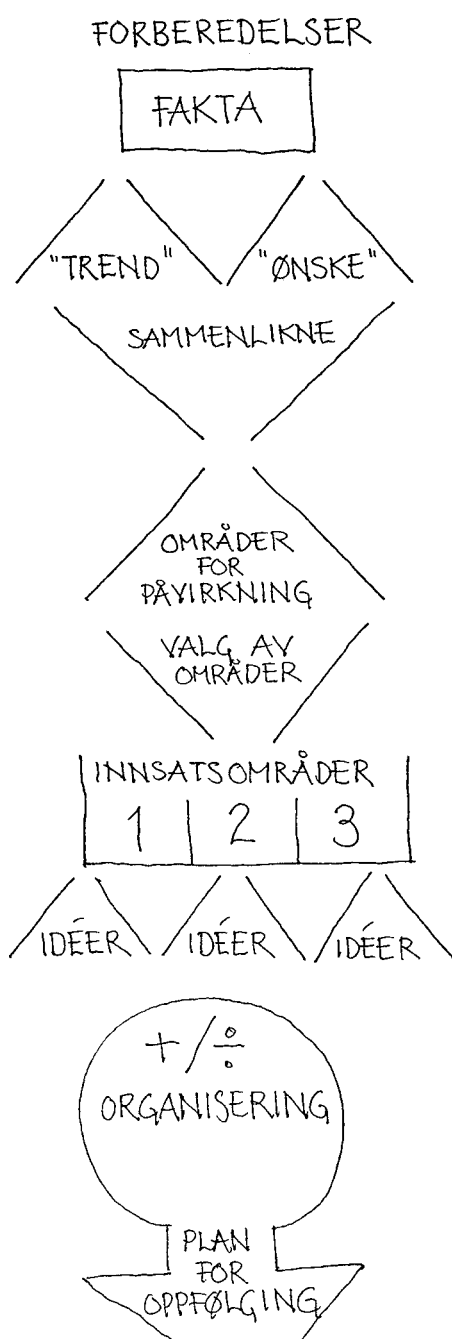 FORBEREDELSER
FAKTA
"TREND" "ØNSKE"
SAMMENLIKNE
OMRÅDER
FOR
PÅVIRKNING
VALG AV
OMRÅDER
INNSATSOMRÅDER
1 2 3
IDÉER IDÉER IDÉER
+/÷
ORGANISERING
PLAN
FOR
OPPFØLGING